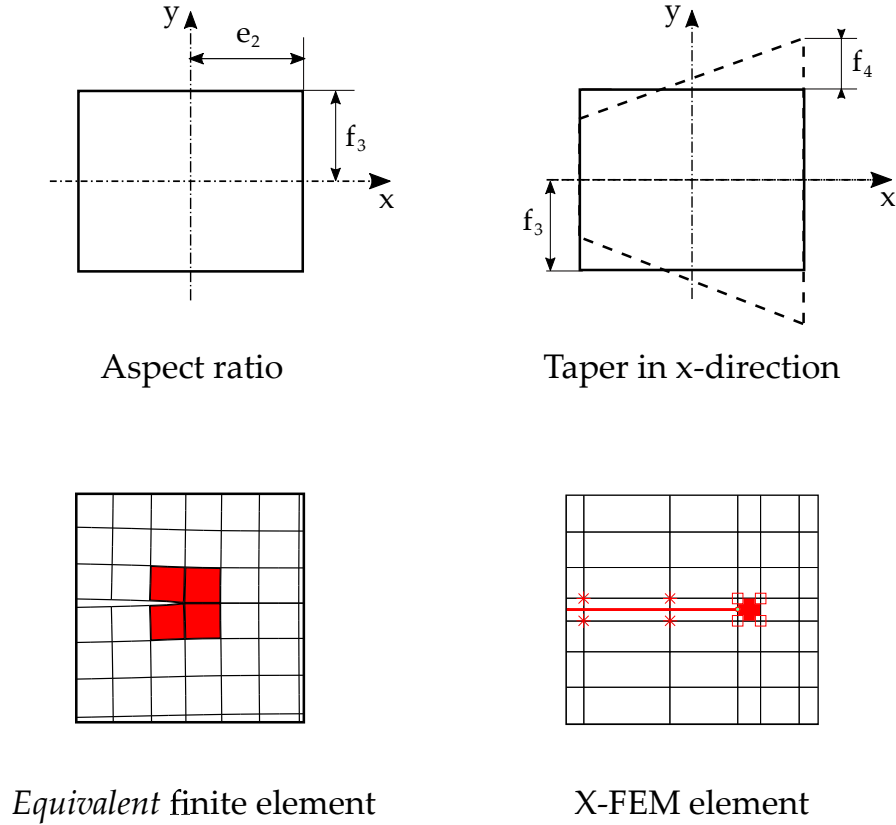 y
e₂
f₃
x
Aspect ratio
y
f₄
x
f₃
Taper in x-direction
Equivalent finite element
X-FEM element